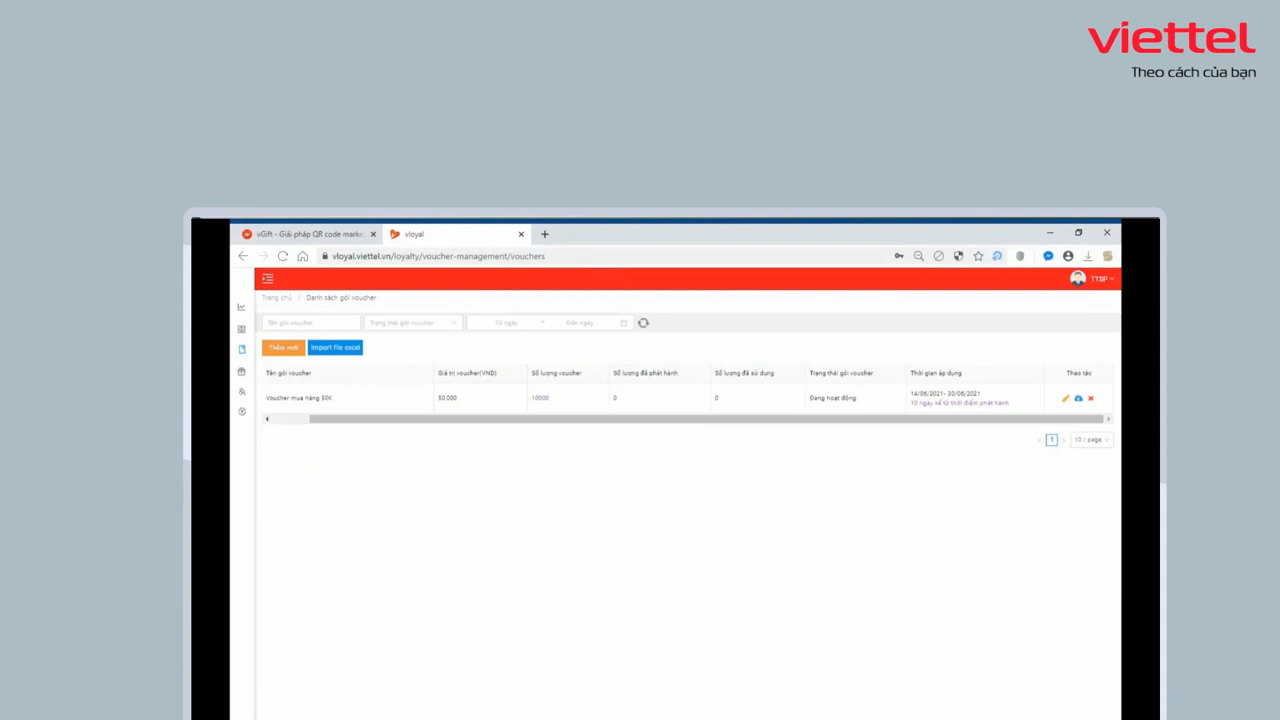 viettel
Theo cách của bạn
vGift - Giải pháp QR code marke
vloyal
vloyal.viettel.vn/loyalty/voucher-management/vouchers
TTSP
Trang chủ / Danh sách gói voucher
Tên gói voucher Trạng thái gói voucher Từ ngày Đến ngày
Thêm mới Import file excel
Tên gói voucher Giá trị voucher(VND) Số lượng voucher Số lượng đã phát hành Số lượng đã sử dụng Trạng thái gói voucher Thời gian áp dụng Thao tác
Voucher mua hàng 50K 50,000 10000 0 0 Đang hoạt động 14/06/2021- 30/06/2021
10 ngày kể từ thời điểm phát hành
1 10 / page